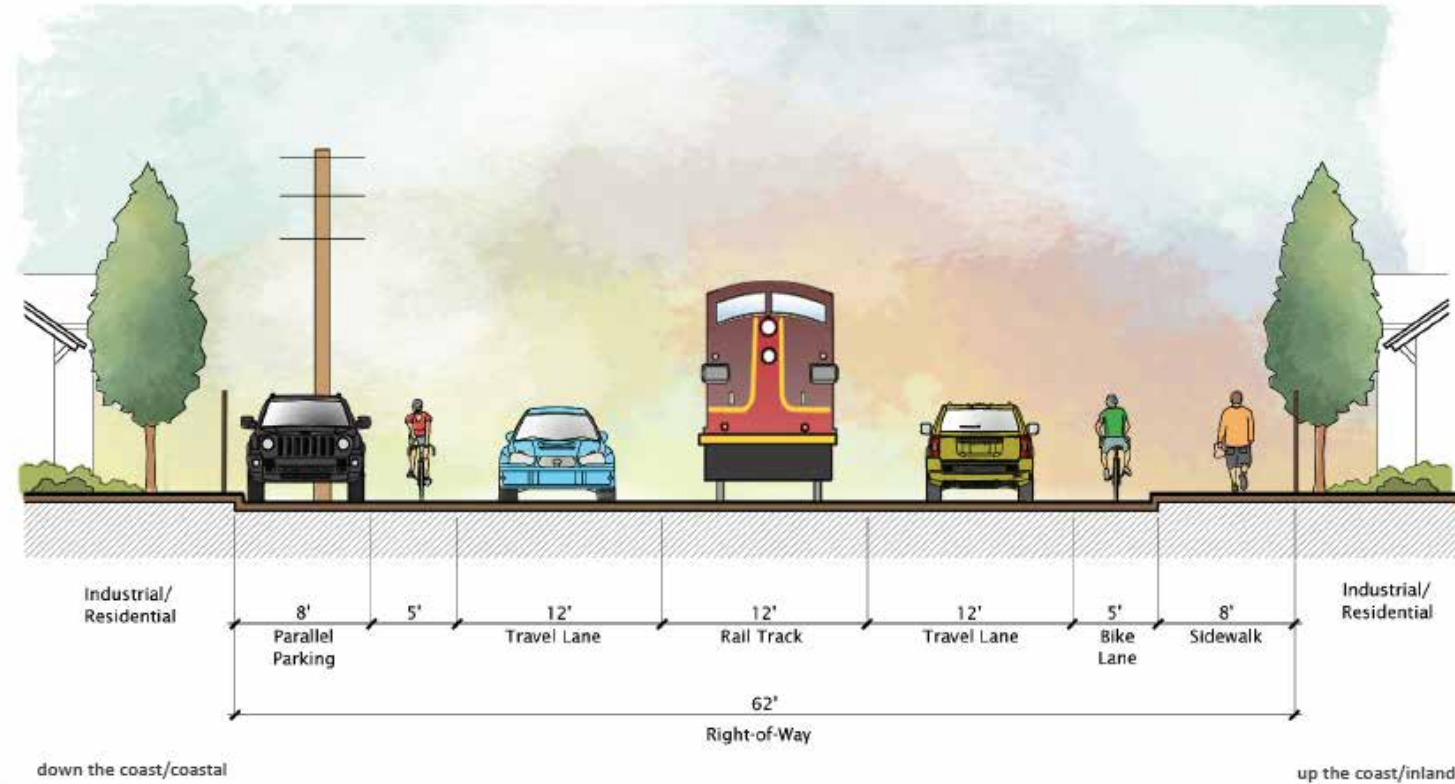 Industrial/
Residential
8'
Parallel
Parking
5'
12'
Travel Lane
12'
Rail Track
12'
Travel Lane
5'
Bike
Lane
8'
Sidewalk
Industrial/
Residential
62'
Right-of-Way
down the coast/coastal
up the coast/inland